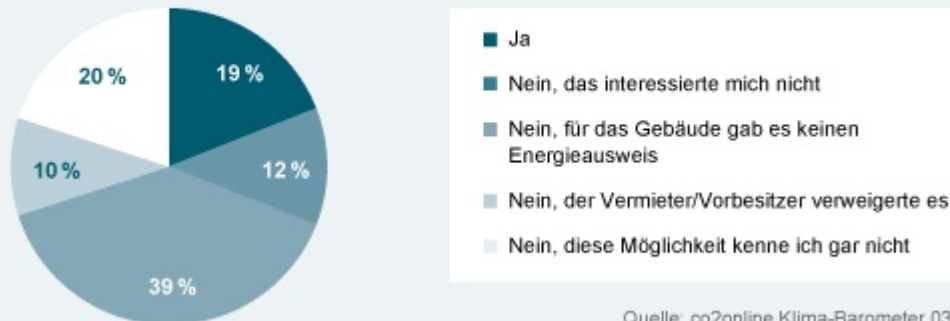 20 %
19 %
10 %
12 %
39 %
Ja
Nein, das interessierte mich nicht
Nein, für das Gebäude gab es keinen
Energieausweis
Nein, der Vermieter/Vorbesitzer verweigerte es
Nein, diese Möglichkeit kenne ich gar nicht
Quelle: co2online Klima-Barometer 03